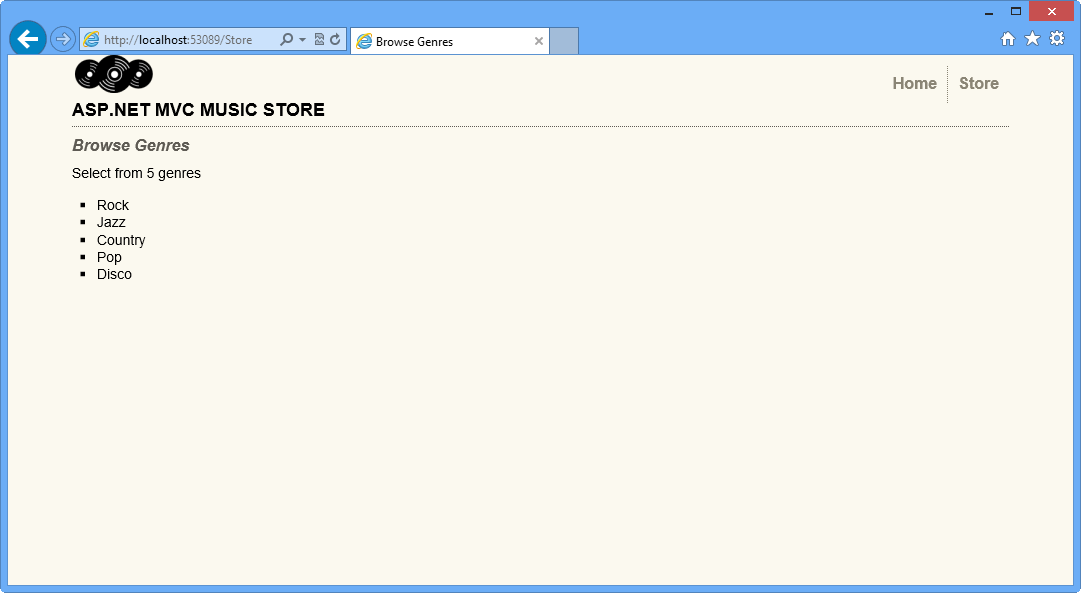 http://localhost:53089/Store
Browse Genres
Home
Store
ASP.NET MVC MUSIC STORE
Browse Genres
Select from 5 genres
Rock
Jazz
Country
Pop
Disco